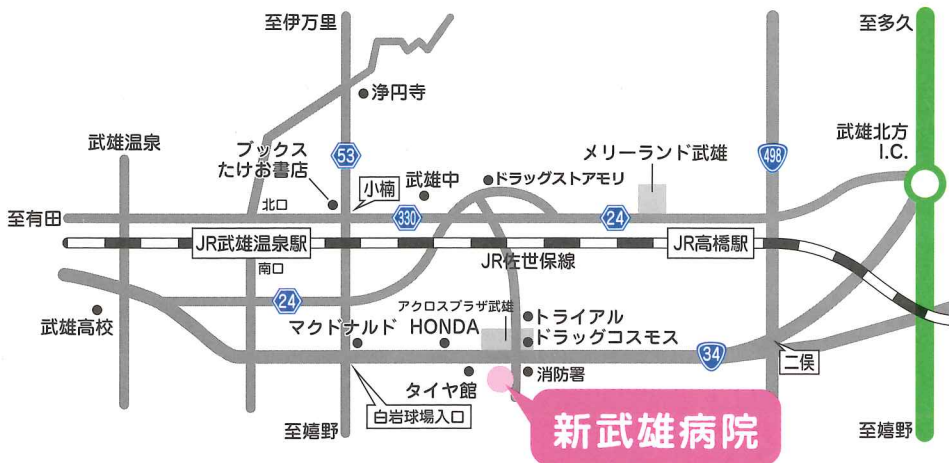 至伊万里
至多久
浄円寺
武雄温泉
ブックス
たけお書店
53
小楠
武雄中
ドラッグストアモリ
メリーランド武雄
498
武雄北方
I.C.
至有田
北口
330
24
JR武雄温泉駅
JR佐世保線
JR高橋駅
南口
24
アクロスプラザ武雄
武雄高校
マクドナルド
HONDA
トライアル
ドラッグコスモス
34
二俣
タイヤ館
消防署
白岩球場入口
新武雄病院
至嬉野
至嬉野